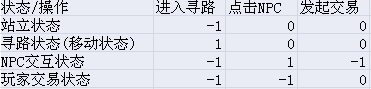 状态/操作 进入寻路 点击NPC 发起交易
站立状态 -1 0 0
寻路状态(移动状态) 1 0 0
NPC交互状态 -1 1 -1
玩家交易状态 -1 -1 0